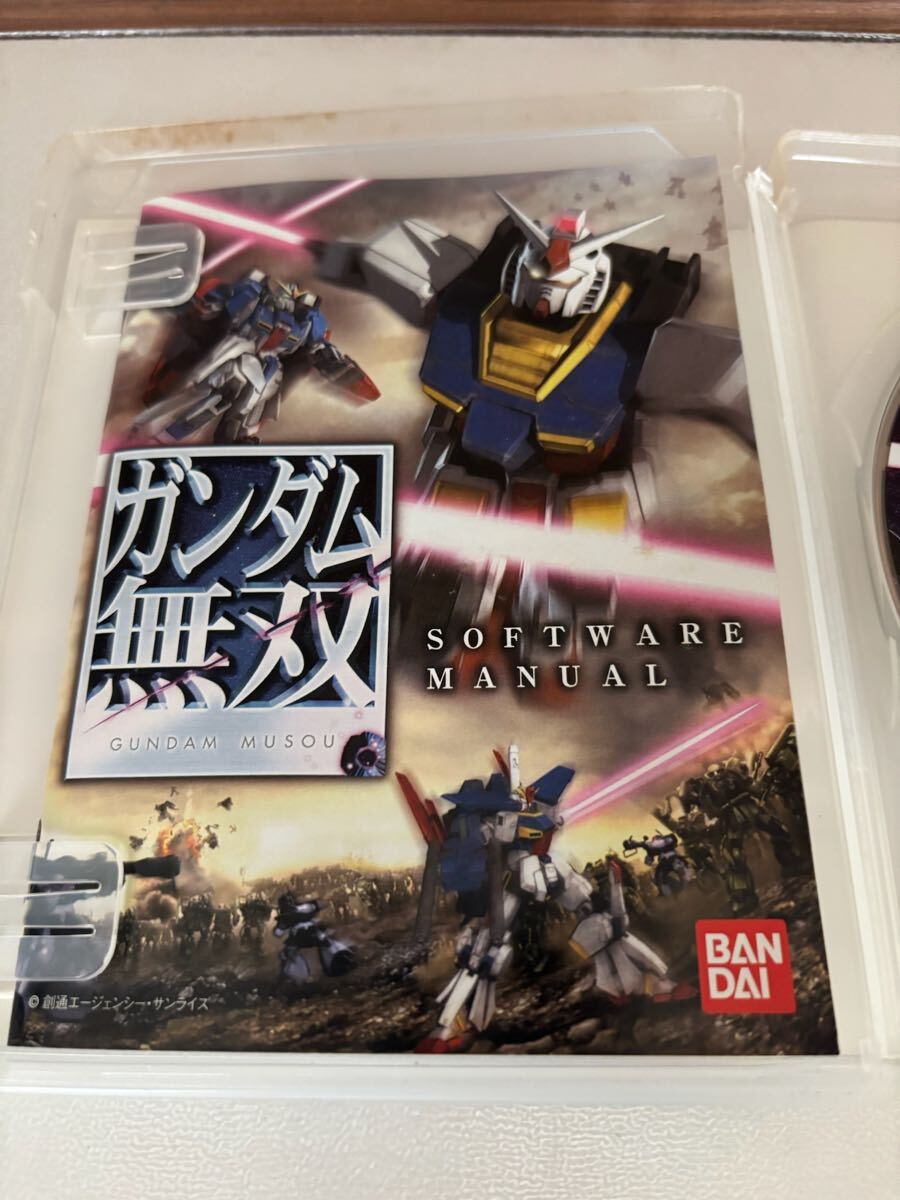 ガンダム
無双
GUNDAM MUSOU
SOFTWARE
MANUAL
BAN
DAI
© 創通エージェンシー・サンライズ